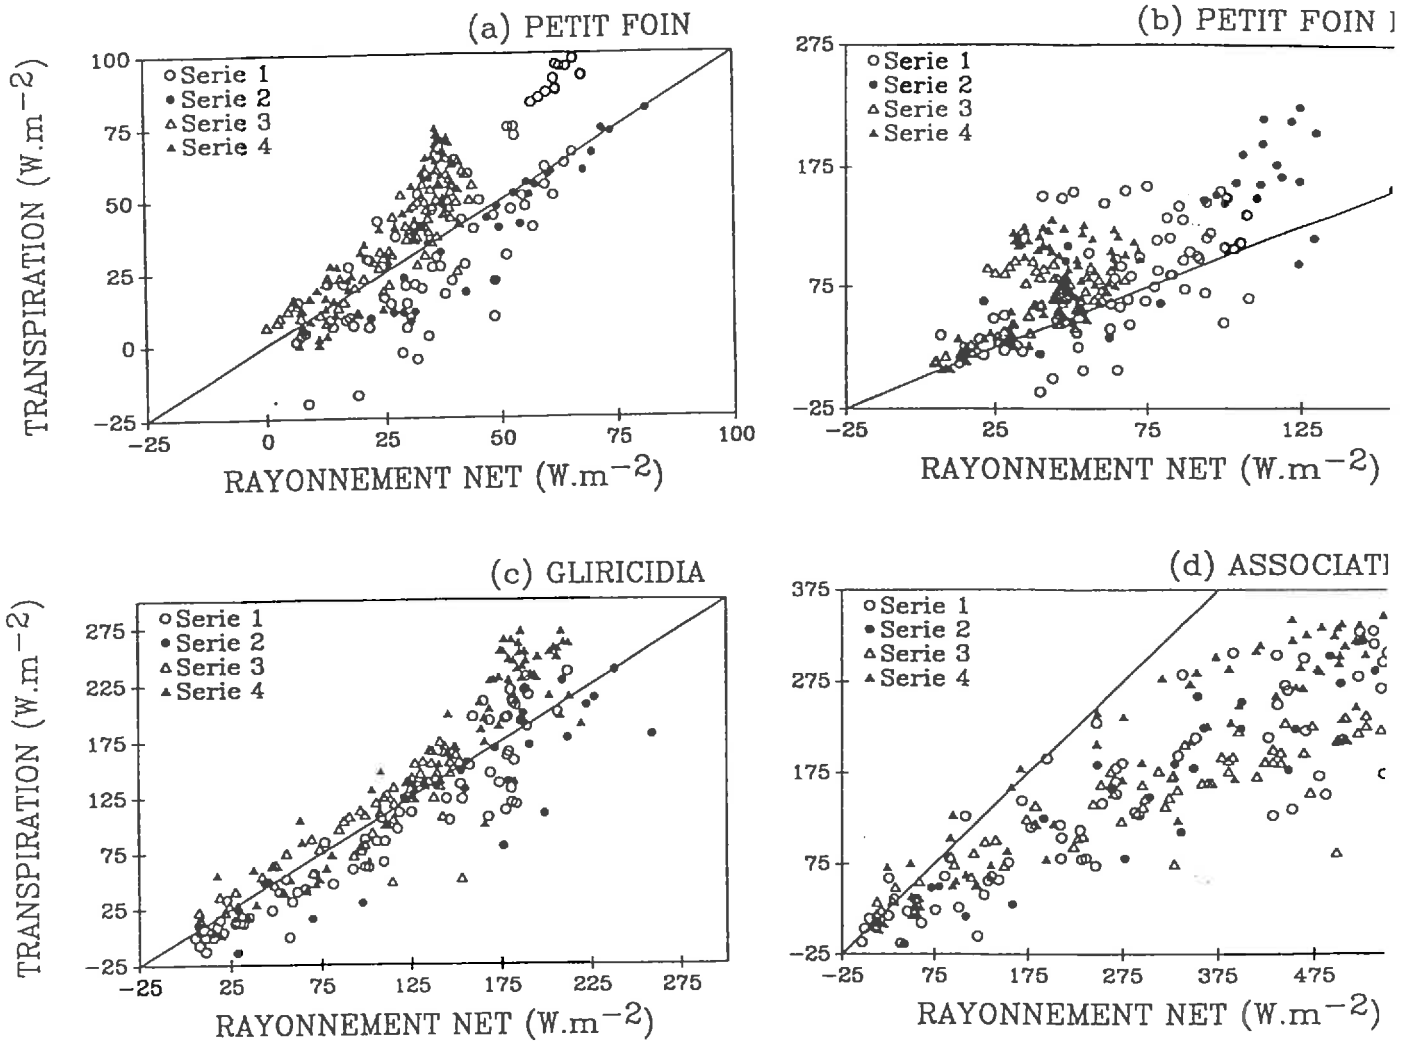 (a) PETIT FOIN
TRANSPIRATION (W.m−2)
100
75
50
25
0
−25
Serie 1
Serie 2
Serie 3
Serie 4
−25 0 25 50 75 100
RAYONNEMENT NET (W.m−2)
(b) PETIT FOIN
275
175
75
−25
Serie 1
Serie 2
Serie 3
Serie 4
−25 25 75 125
RAYONNEMENT NET (W.m−2)
(c) GLIRICIDIA
TRANSPIRATION (W.m−2)
275
225
175
125
75
25
−25
Serie 1
Serie 2
Serie 3
Serie 4
−25 25 75 125 175 225 275
RAYONNEMENT NET (W.m−2)
(d) ASSOCIATI
375
275
175
75
−25
Serie 1
Serie 2
Serie 3
Serie 4
−25 75 175 275 375 475
RAYONNEMENT NET (W.m−2)